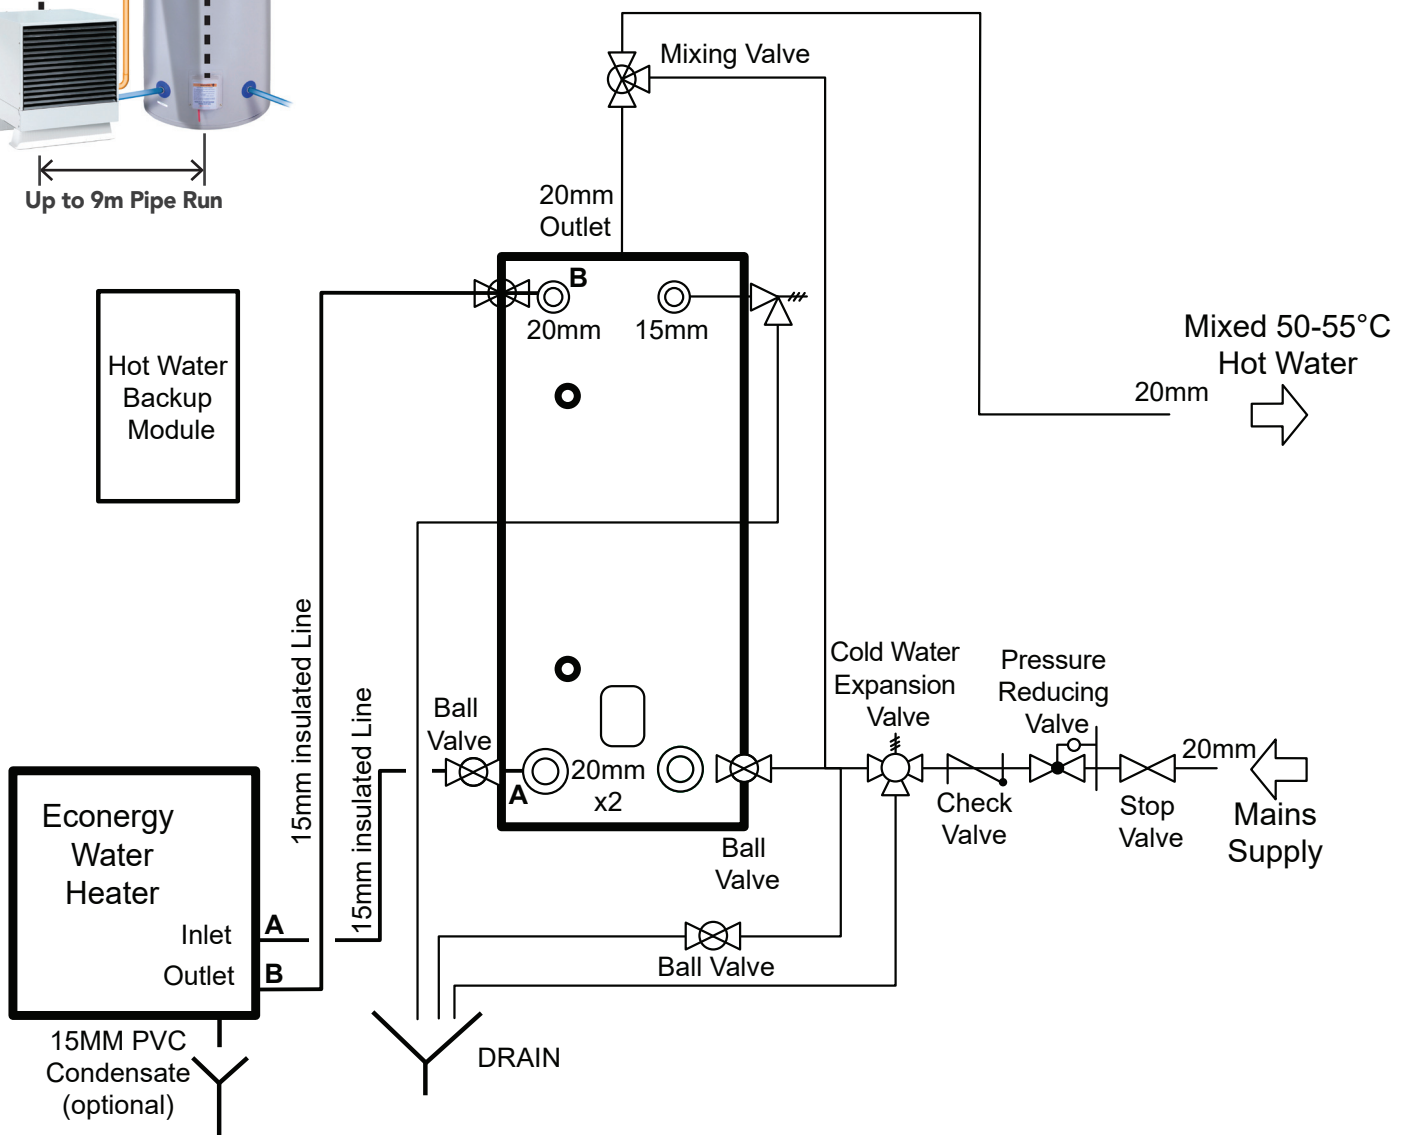 Mixing Valve
Up to 9m Pipe Run
20mm
Outlet
B
20mm
15mm
Hot Water
Backup
Module
Mixed 50-55°C
Hot Water
20mm
15mm insulated Line
15mm insulated Line
Ball
Valve
A
20mm
x2
Cold Water
Expansion
Valve
Pressure
Reducing
Valve
20mm
Check
Valve
Stop
Valve
Mains
Supply
Ball
Valve
Econergy
Water
Heater
Inlet
A
Outlet
B
Ball Valve
15MM PVC
Condensate
(optional)
DRAIN